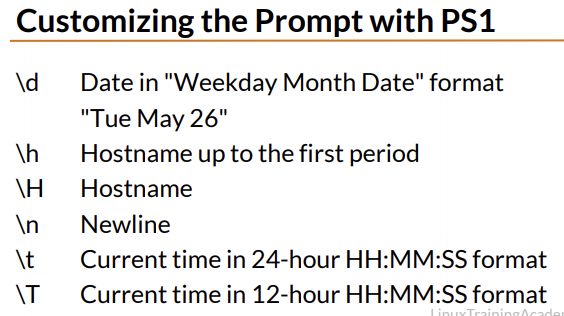 Customizing the Prompt with PS1
\d Date in "Weekday Month Date" format
"Tue May 26"
\h Hostname up to the first period
\H Hostname
\n Newline
\t Current time in 24-hour HH:MM:SS format
\T Current time in 12-hour HH:MM:SS format
LinuxTrainingAcade